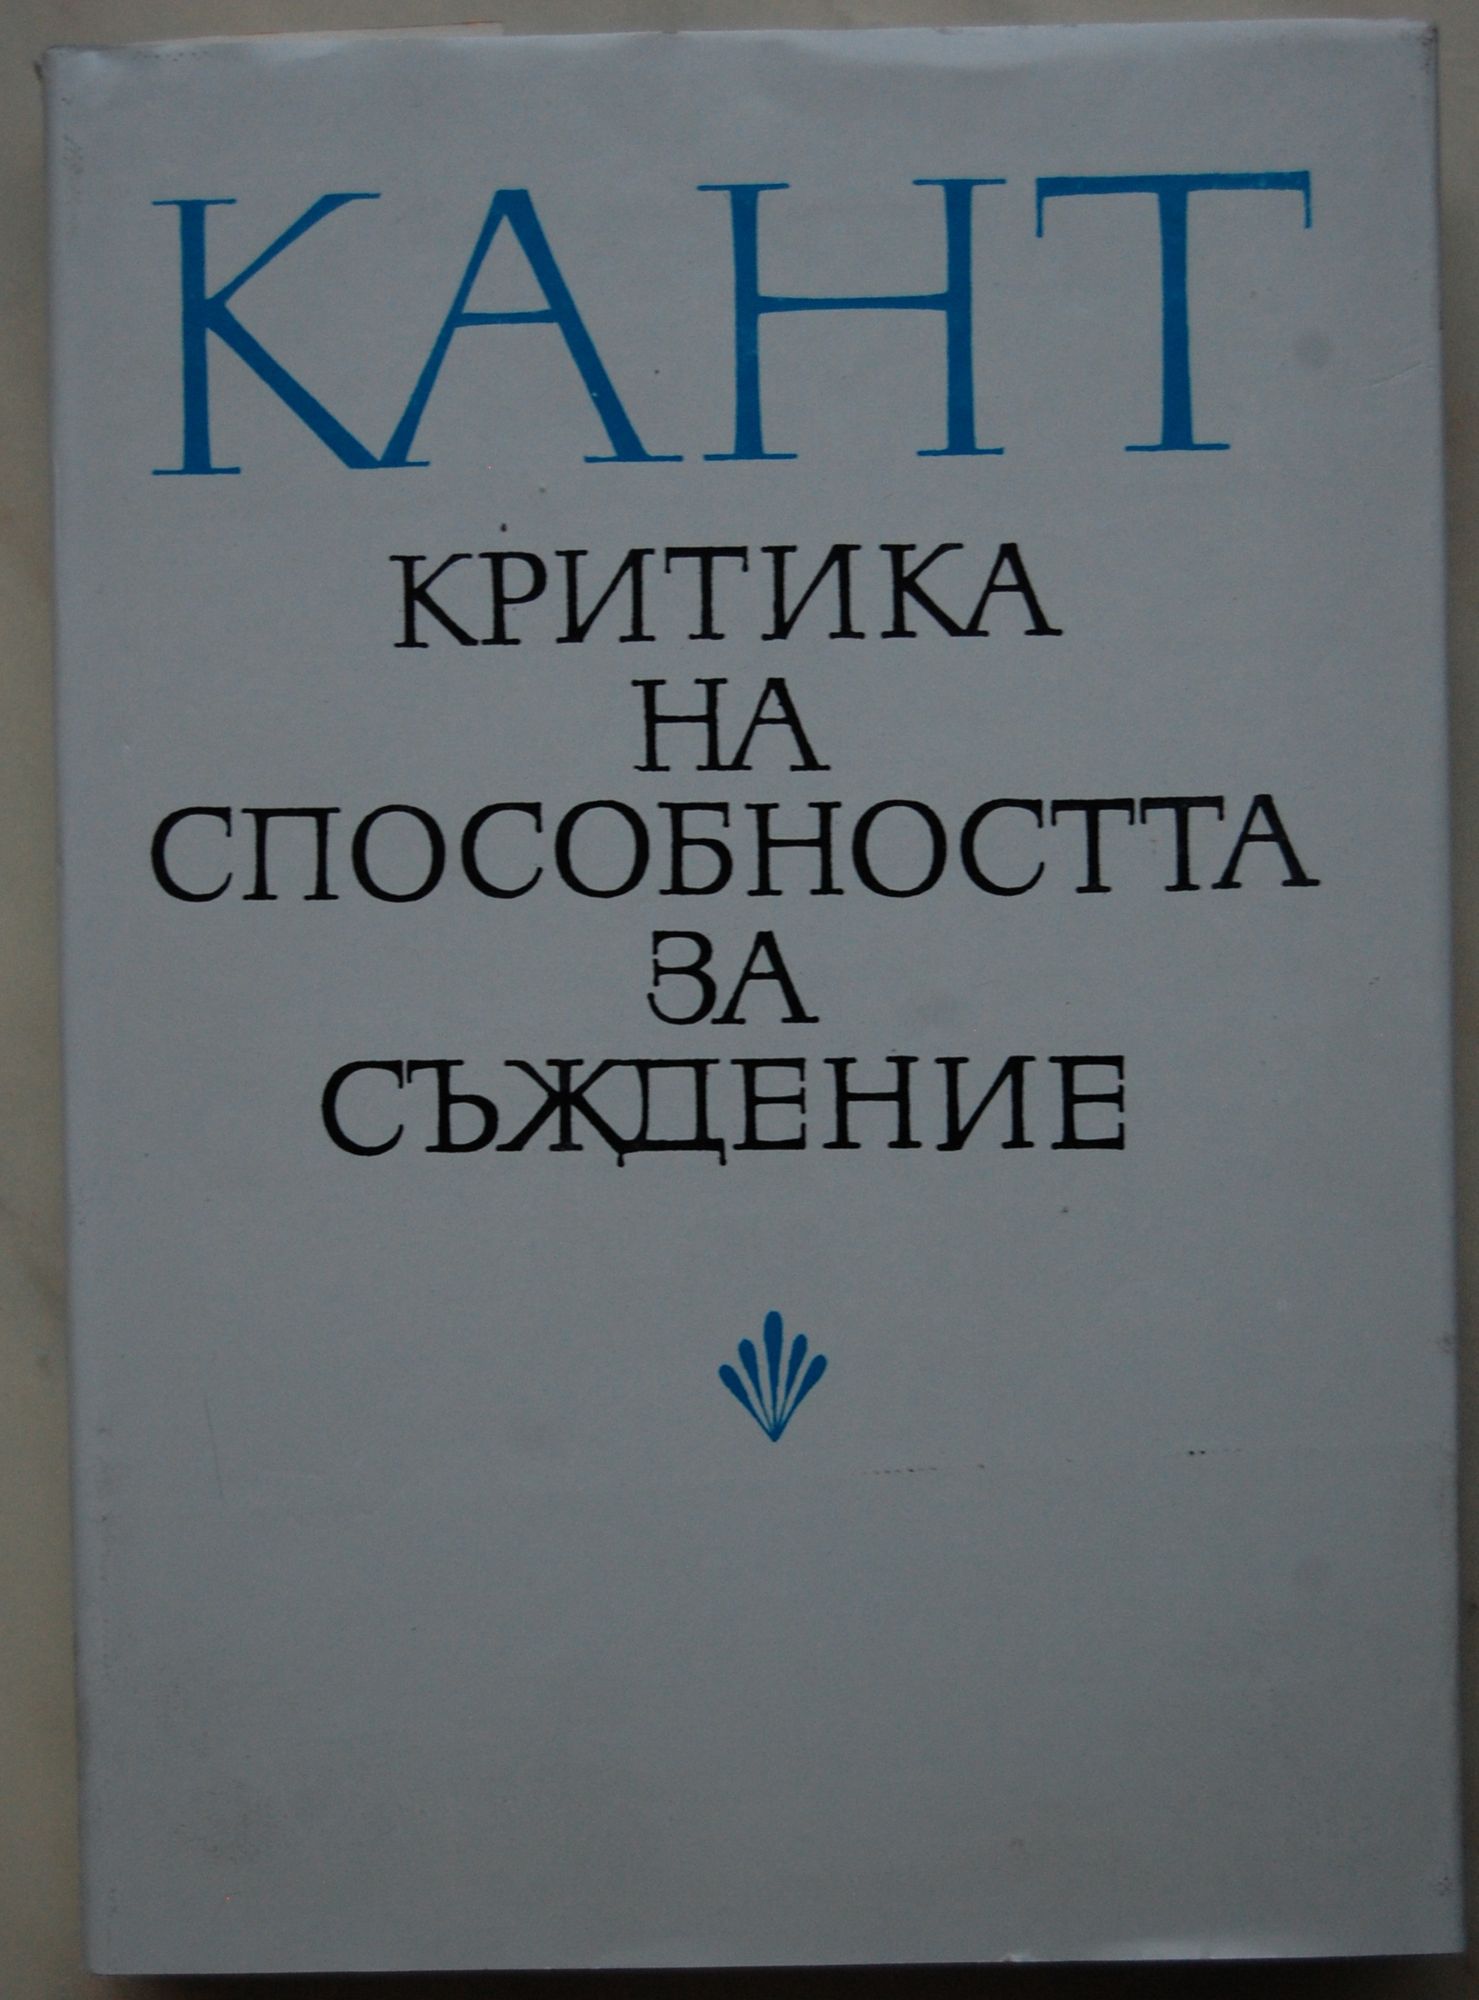 КАНТ
КРИТИКА
НА
СПОСОБНОСТТА
ЗА
СЪЖДЕНИЕ